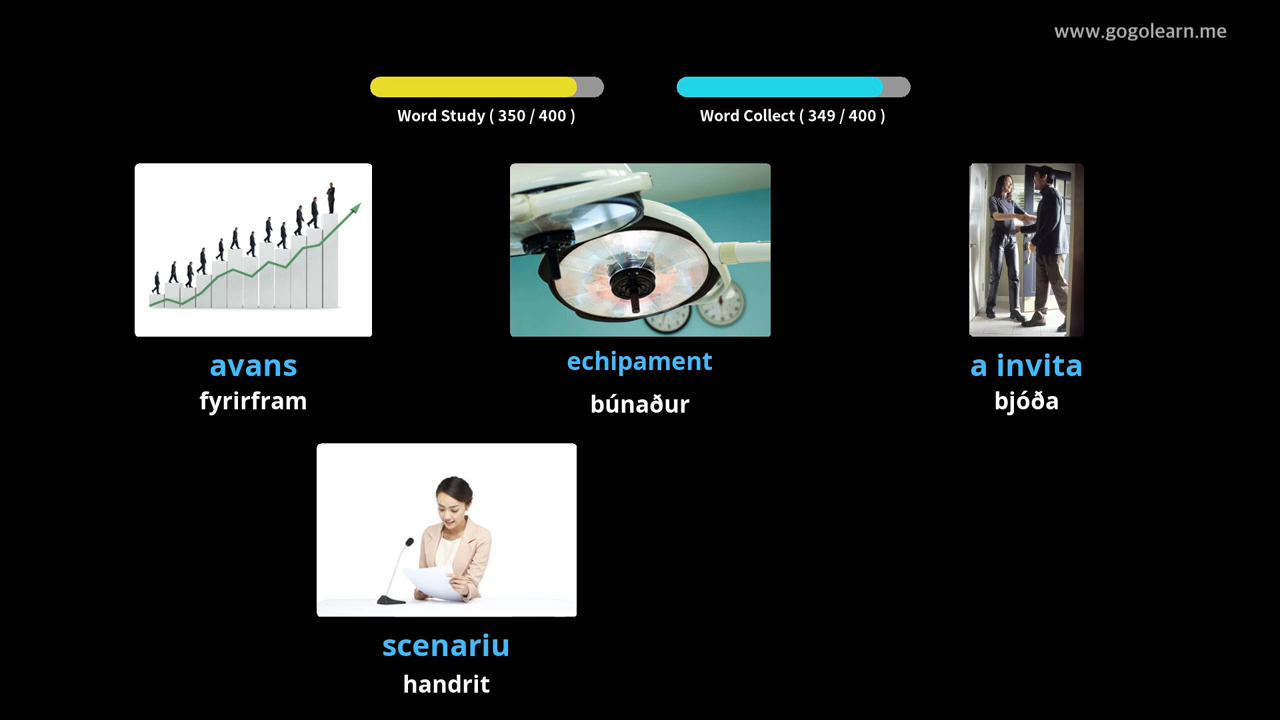 www.gogolearn.me
Word Study ( 350 / 400 )
Word Collect ( 349 / 400 )
avans
fyrirfram
echipament
búnaður
a invita
bjóða
scenariu
handrit